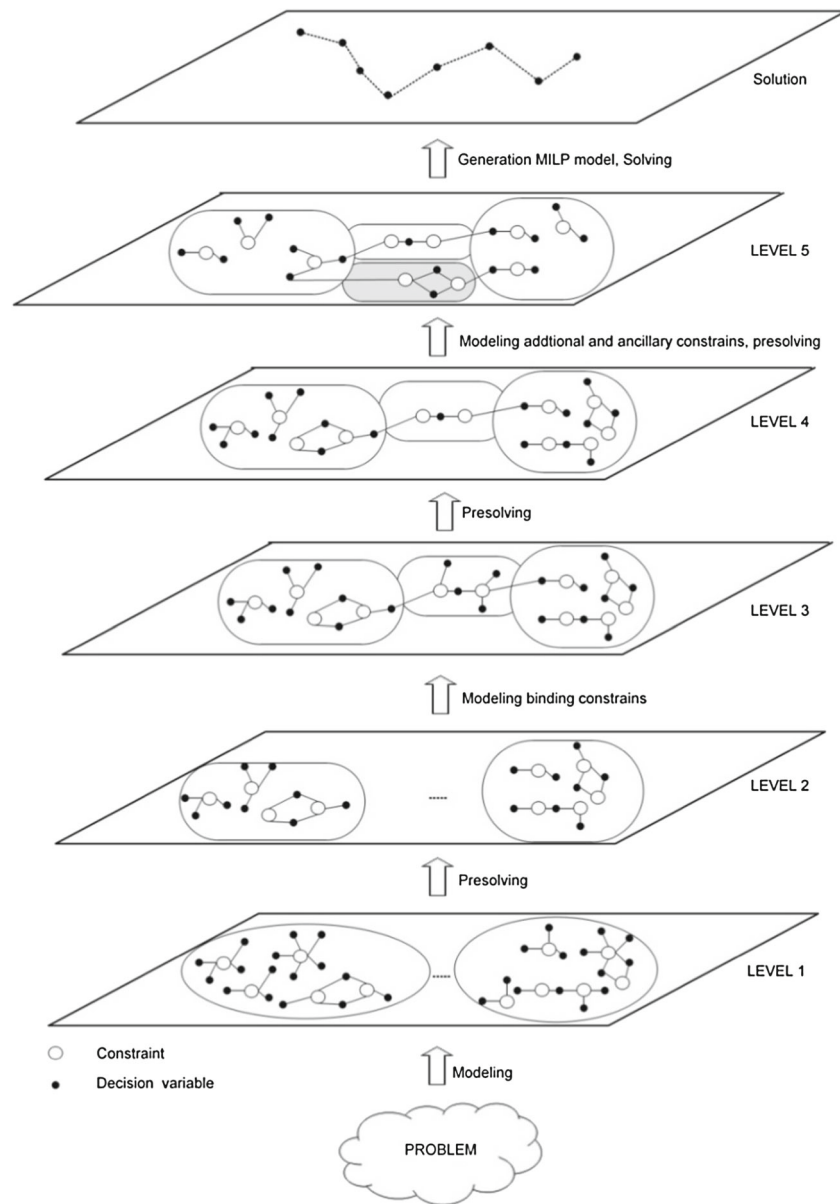 Solution
Generation MILP model, Solving
LEVEL 5
Modeling addtional and ancillary constrains, presolving
LEVEL 4
Presolving
LEVEL 3
Modeling binding constrains
LEVEL 2
.....
Presolving
LEVEL 1
.....
Constraint
Decision variable
Modeling
PROBLEM